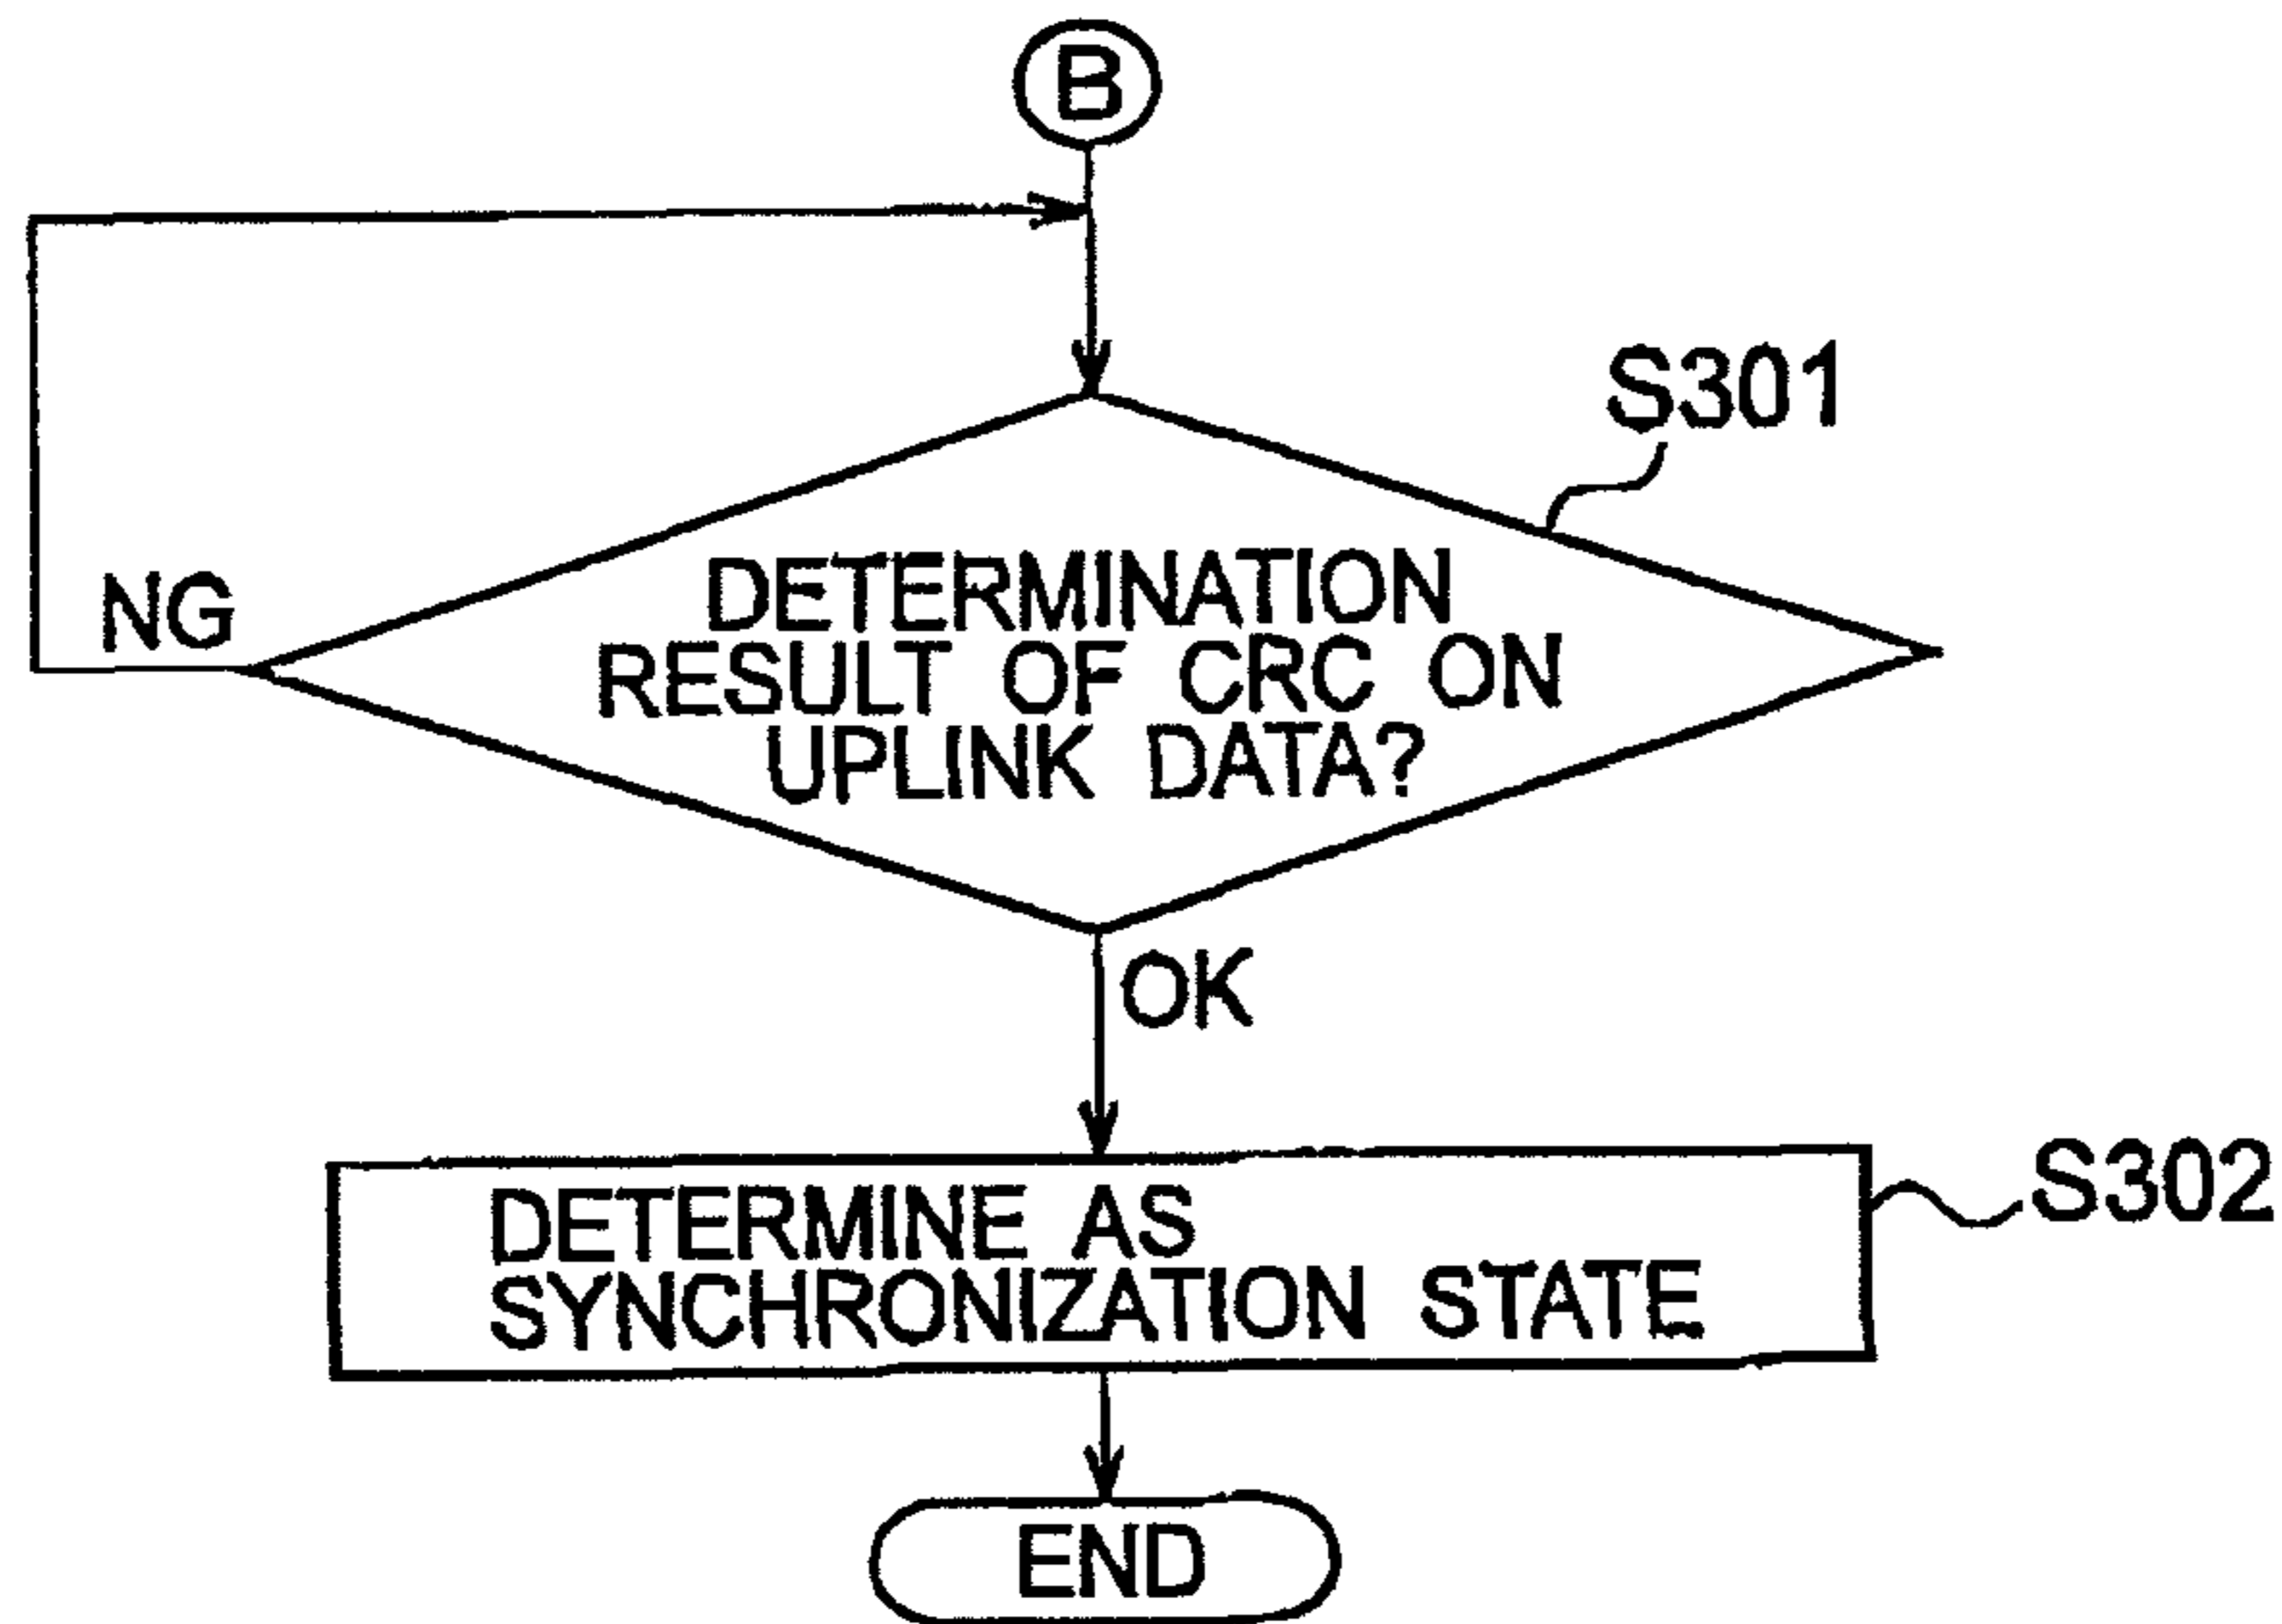 B
S301
NG
DETERMINATION
RESULT OF CRC ON
UPLINK DATA?
OK
S302
DETERMINE AS
SYNCHRONIZATION STATE
END